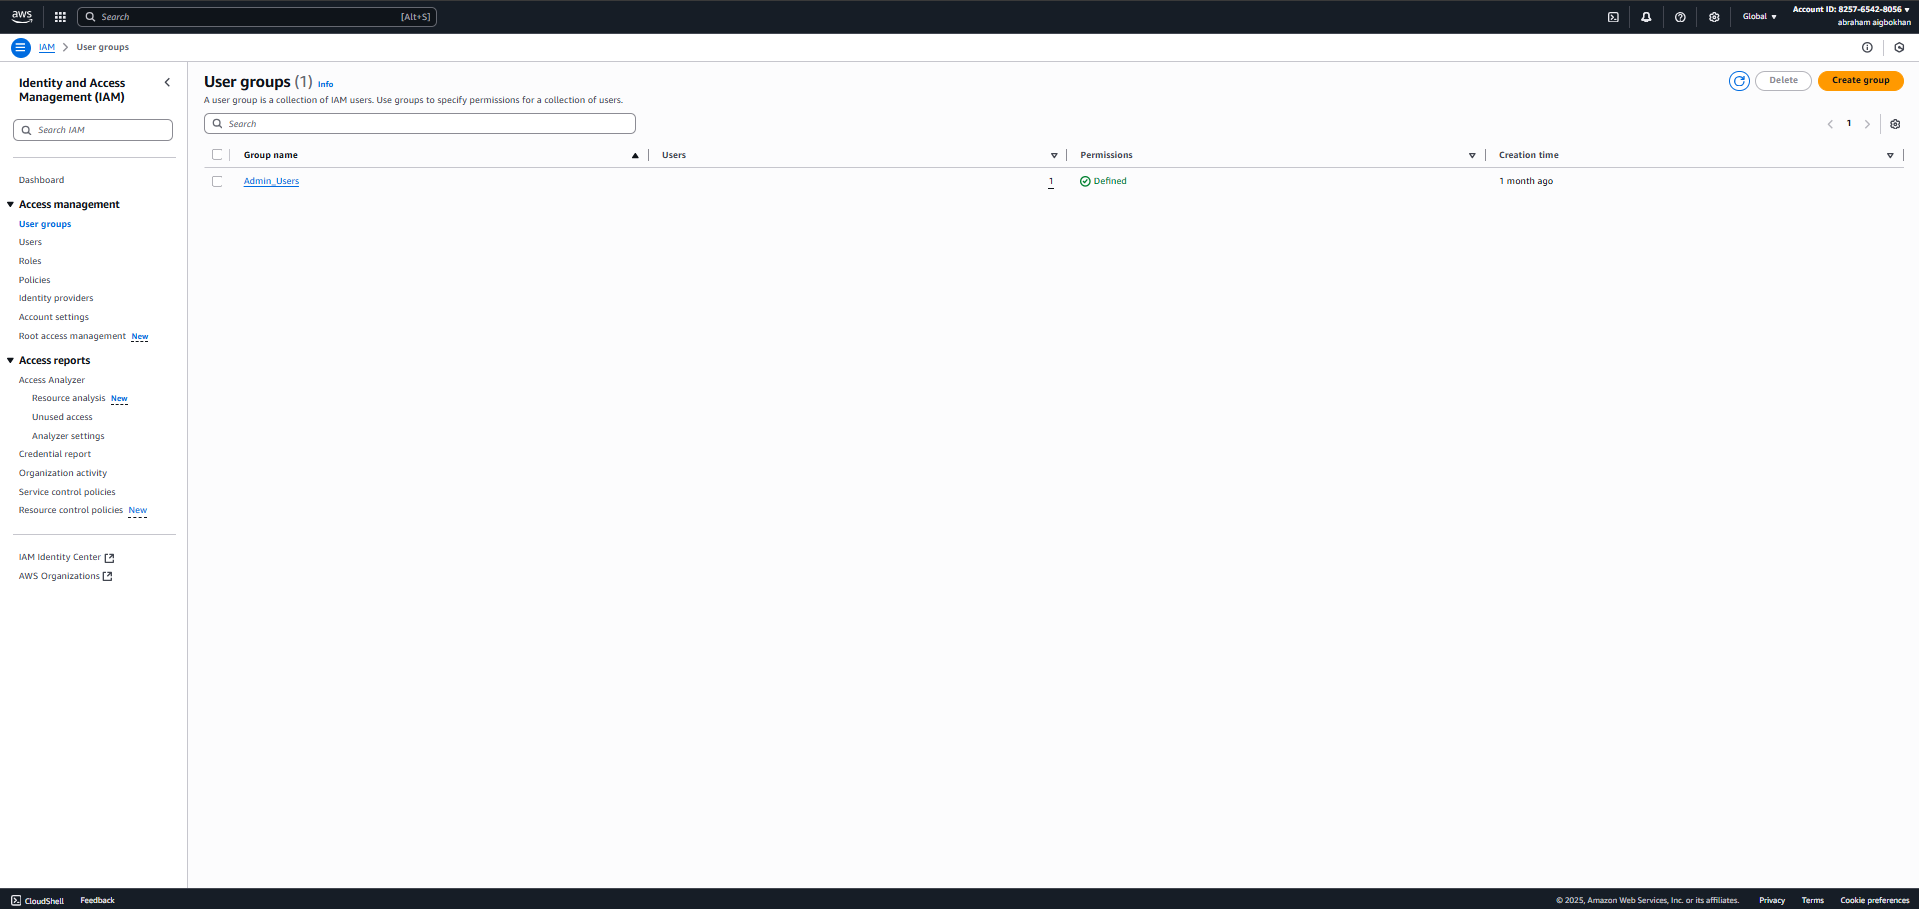 aws
Search [Alt+S]
Global
Account ID: 8257-6542-8056
abraham aigbokhan
IAM User groups
Identity and Access
Management (IAM)
Search IAM
Dashboard
Access management
User groups
Users
Roles
Policies
Identity providers
Account settings
Root access management New
Access reports
Access Analyzer
Resource analysis New
Unused access
Analyzer settings
Credential report
Organization activity
Service control policies
Resource control policies New
IAM Identity Center
AWS Organizations
User groups (1) Info
Delete Create group
A user group is a collection of IAM users. Use groups to specify permissions for a collection of users.
Search
1
Group name Users Permissions Creation time
Admin_Users 1 Defined 1 month ago
CloudShell Feedback © 2025, Amazon Web Services, Inc. or its affiliates. Privacy Terms Cookie preferences